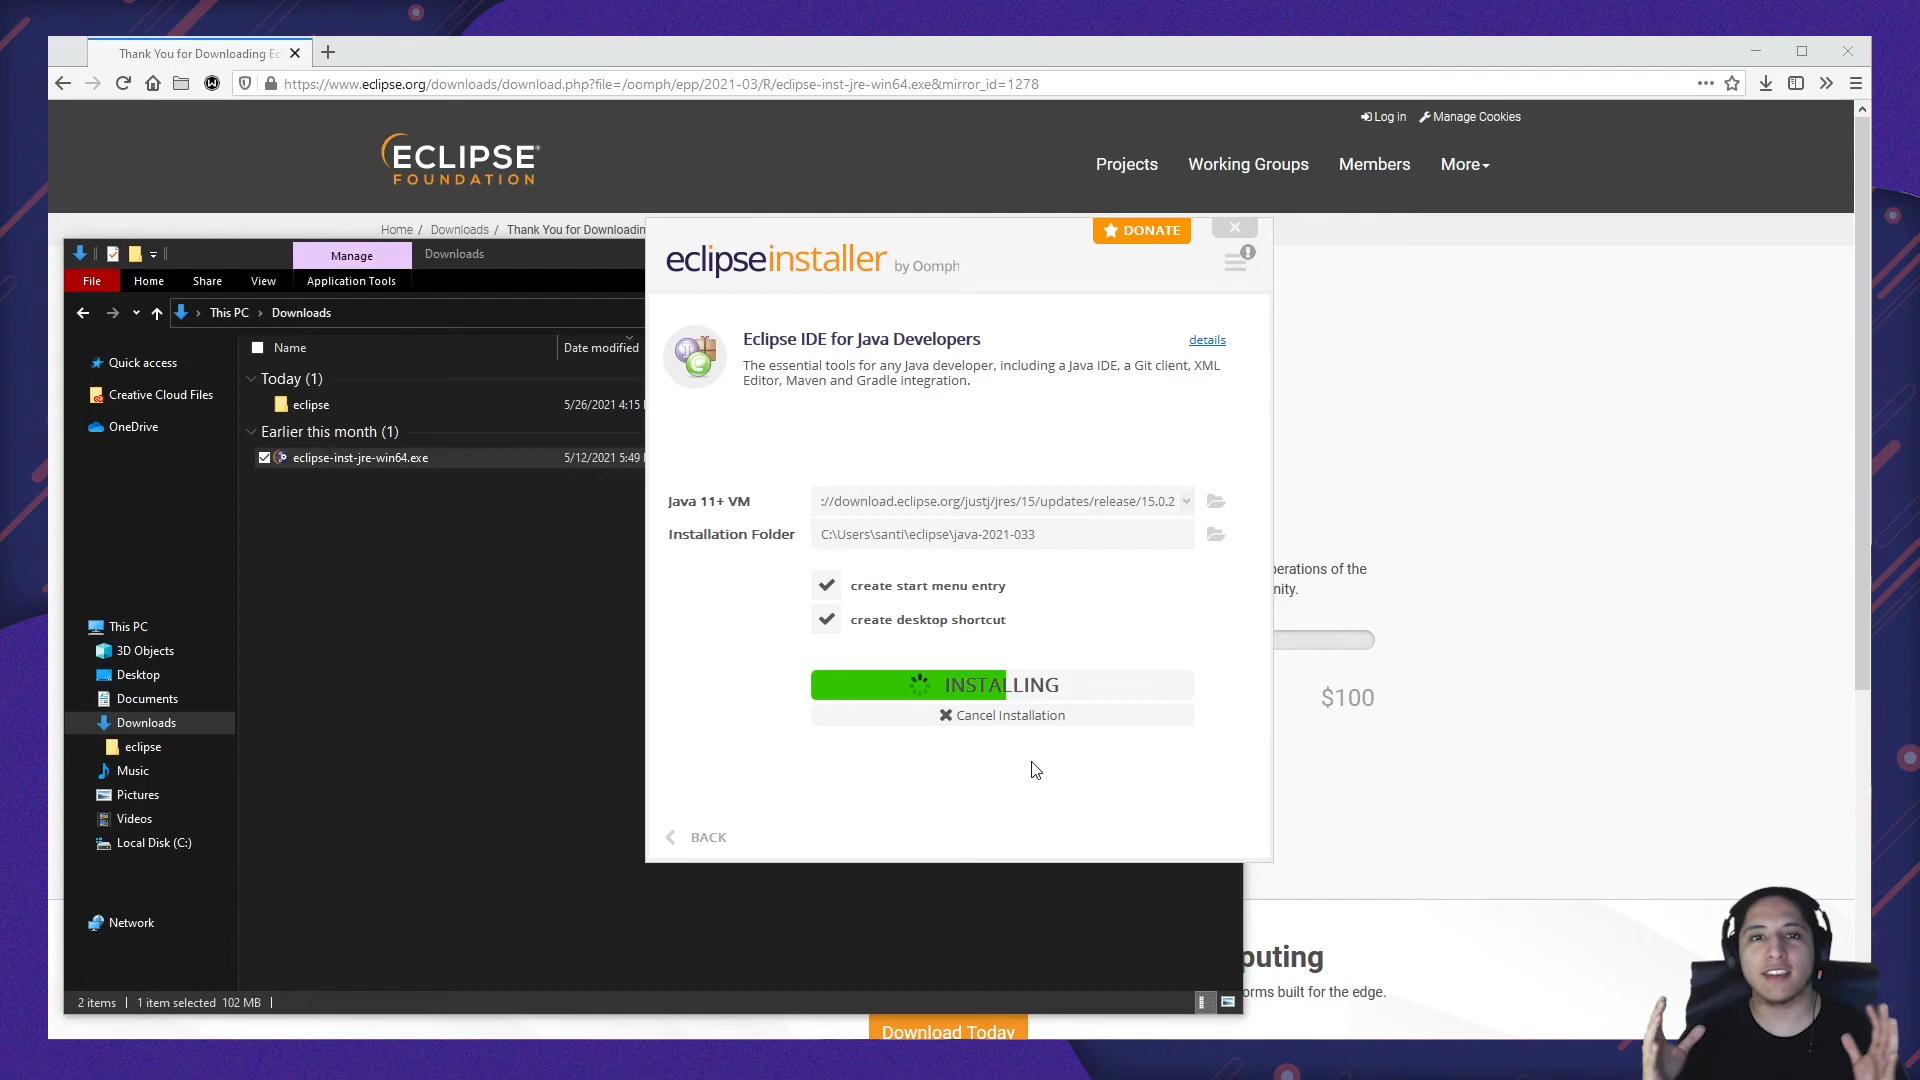 Thank You for Downloading Ec
https://www.eclipse.org/downloads/download.php?file=/oomph/epp/2021-03/R/eclipse-inst-jre-win64.exe&mirror_id=1278
Log in
Manage Cookies
ECLIPSE®
FOUNDATION
Projects
Working Groups
Members
More
Home / Downloads / Thank You for Downloading
Manage
Downloads
File
Home
Share
View
Application Tools
This PC
Downloads
Name
Date modified
Quick access
Creative Cloud Files
OneDrive
This PC
3D Objects
Desktop
Documents
Downloads
eclipse
Music
Pictures
Videos
Local Disk (C:)
Network
Today (1)
eclipse
5/26/2021 4:15
Earlier this month (1)
eclipse-inst-jre-win64.exe
5/12/2021 5:49
2 items
1 item selected 102 MB
DONATE
eclipseinstaller by Oomph
Eclipse IDE for Java Developers
details
The essential tools for any Java developer, including a Java IDE, a Git client, XML
Editor, Maven and Gradle integration.
Java 11+ VM
://download.eclipse.org/justj/jres/15/updates/release/15.0.2
Installation Folder
C:\Users\santi\eclipse\java-2021-033
create start menu entry
create desktop shortcut
INSTALLING
Cancel Installation
BACK
perations of the
nity.
$100
puting
orms built for the edge.
Download Today